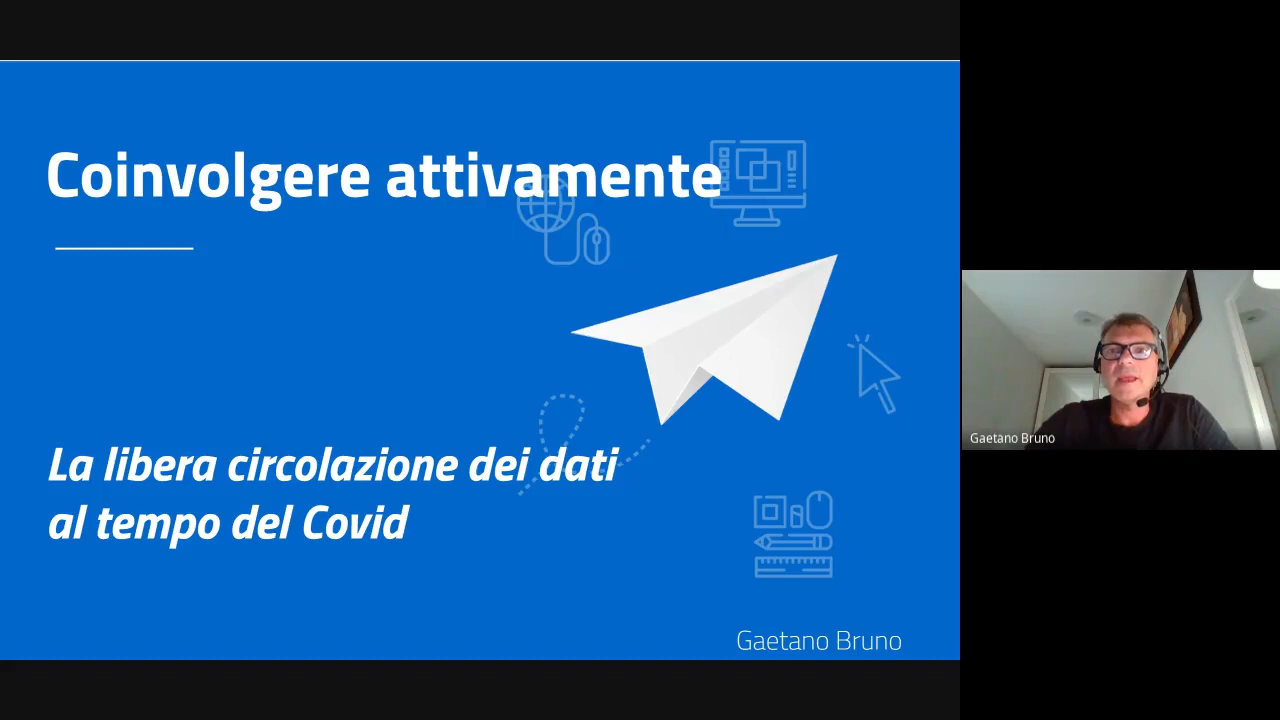 Coinvolgere attivamente
La libera circolazione dei dati
al tempo del Covid
Gaetano Bruno
Gaetano Bruno